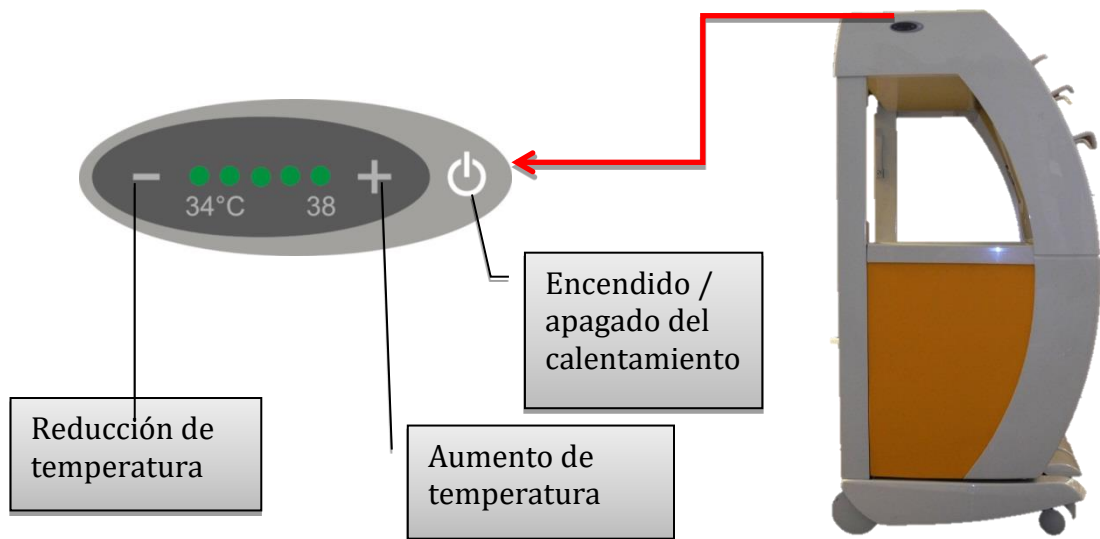 34°C 38
Encendido /
apagado del
calentamiento
Reducción de
temperatura
Aumento de
temperatura